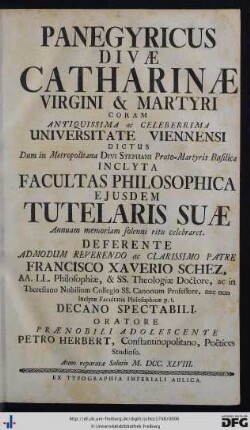 PANEGYRICUS
DIVÆ
CATHARINÆ
VIRGINI & MARTYRI
CORAM
ANTIQUISSIMA ac CELEBERRIMA
UNIVERSITATE VIENNENSI
DICTUS
Dum in Metropolitana DIVI STEPHANI Proto-Martyris Basilica
INCLYTA
FACULTAS PHILOSOPHICA
EJUSDEM
TUTELARIS SUÆ
Annuam memoriam solenni ritu celebraret.
DEFERENTE
ADMODUM REVERENDO ac CLARISSIMO PATRE
FRANCISCO XAVERIO SCHEZ,
AA. LL. Philosophiæ, & SS. Theologiæ Doctore, ac in
Theresiano Nobilium Collegio SS. Canonum Professore, nec non
Inclytæ Facultatis Philosophicæ p. t.
DECANO SPECTABILI.
ORATORE
PRÆNOBILI ADOLESCENTE
PETRO HERBERT, Constantinopolitano, Poëtices
Studioso.
Anno reparatæ Salutis M. DCC. XLVIII.
EX TYPOGRAPHIA IMPERIALI AULICA.
© Universitätsbibliothek Freiburg
DFG